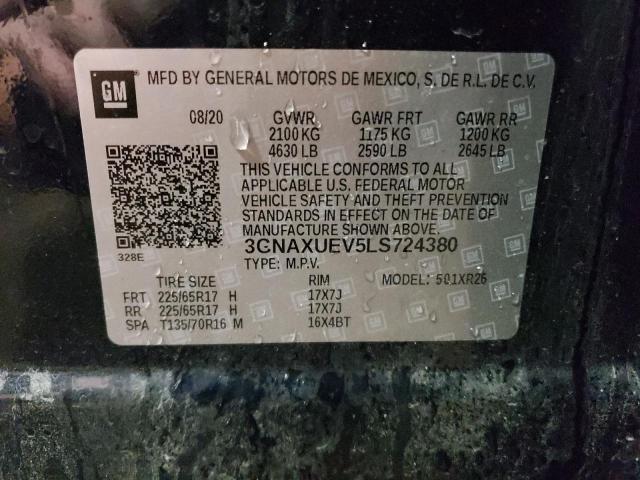 GM
MFD BY GENERAL MOTORS DE MEXICO, S. DE R.L. DE C.V.
08/20 GVWR GAWR FRT GAWR RR
2100 KG 1175 KG 1200 KG
4630 LB 2590 LB 2645 LB
THIS VEHICLE CONFORMS TO ALL
APPLICABLE U.S. FEDERAL MOTOR
VEHICLE SAFETY AND THEFT PREVENTION
STANDARDS IN EFFECT ON THE DATE OF
MANUFACTURE SHOWN ABOVE.
328E
3CNAXUEV5LS724380
TYPE: M.P.V.
TIRE SIZE RIM MODEL: 501XR26
FRT 225/65R17 H 17X7J
RR 225/65R17 H 17X7J
SPA T135/70R16 M 16X4BT